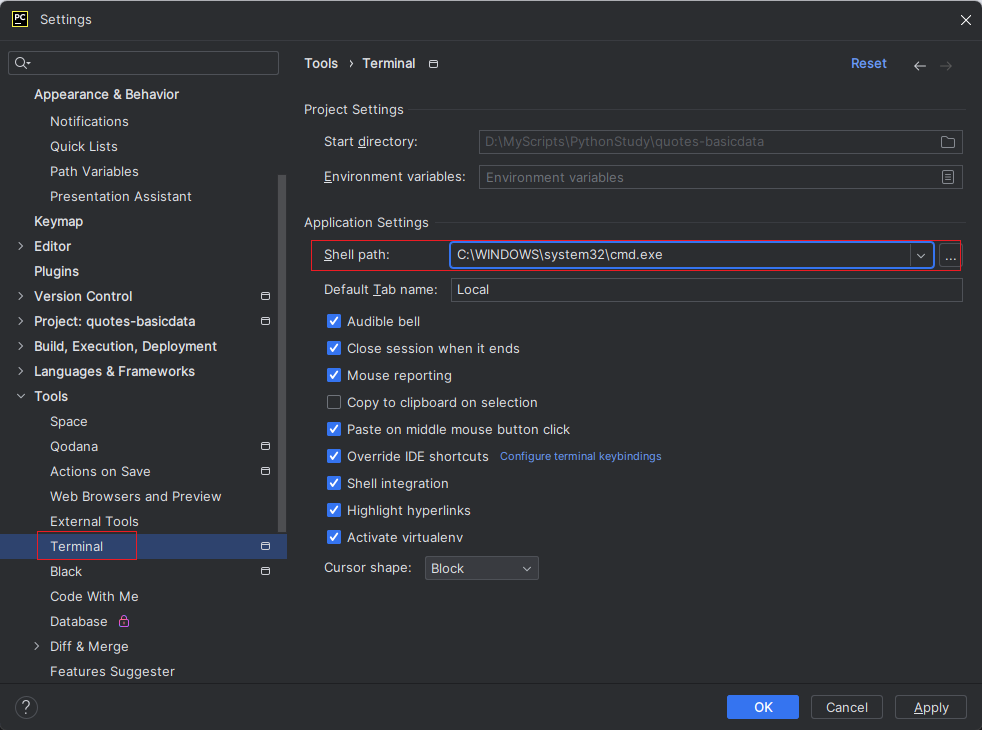 PC Settings
Tools › Terminal
Reset
Appearance & Behavior
Notifications
Quick Lists
Path Variables
Presentation Assistant
Keymap
Editor
Plugins
Version Control
Project: quotes-basicdata
Build, Execution, Deployment
Languages & Frameworks
Tools
Space
Qodana
Actions on Save
Web Browsers and Preview
External Tools
Terminal
Black
Code With Me
Database
Diff & Merge
Features Suggester
Project Settings
Start directory: D:\MyScripts\PythonStudy\quotes-basicdata
Environment variables: Environment variables
Application Settings
Shell path: C:\WINDOWS\system32\cmd.exe ...
Default Tab name: Local
Audible bell
Close session when it ends
Mouse reporting
Copy to clipboard on selection
Paste on middle mouse button click
Override IDE shortcuts Configure terminal keybindings
Shell integration
Highlight hyperlinks
Activate virtualenv
Cursor shape: Block
? OK Cancel Apply